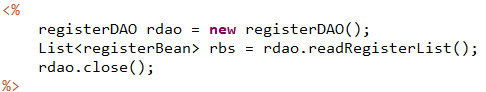 <%
registerDAO rdao = new registerDAO();
List<registerBean> rbs = rdao.readRegisterList();
rdao.close();
%>